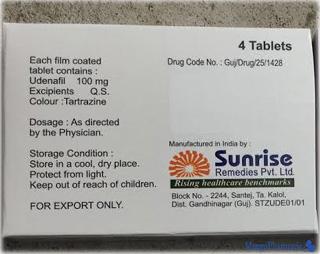 4 Tablets
Each film coated
tablet contains :
Udenafil 100 mg
Excipients Q.S.
Colour :Tartrazine
Drug Code No. : Guj/Drug/25/1428
Dosage : As directed
by the Physician.
Storage Condition :
Store in a cool, dry place.
Protect from light.
Keep out of reach of children.
FOR EXPORT ONLY.
Manufactured in India by :
Sunrise
Remedies Pvt. Ltd.
Rising healthcare benchmarks
Block No. - 2244, Santej, Ta. Kalol,
Dist. Gandhinagar (Guj). STZUDE01/01